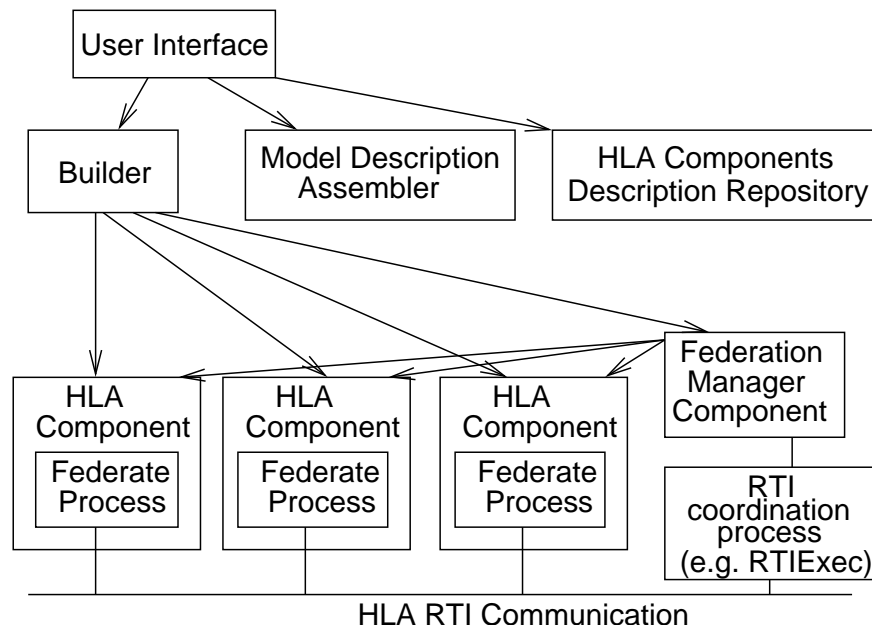 User Interface
Builder
Model Description
Assembler
HLA Components
Description Repository
Federation
Manager
Component
HLA
Component
Federate
Process
HLA
Component
Federate
Process
HLA
Component
Federate
Process
RTI
coordination
process
(e.g. RTIExec)
HLA RTI Communication